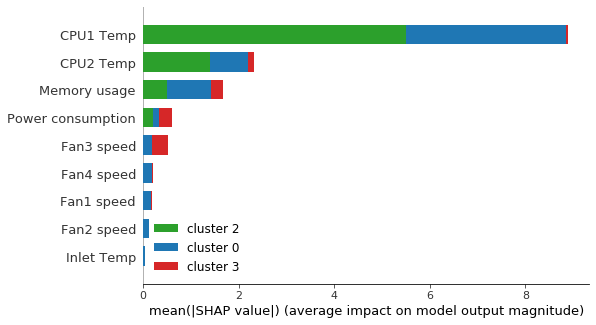 CPU1 Temp
CPU2 Temp
Memory usage
Power consumption
Fan3 speed
Fan4 speed
Fan1 speed
Fan2 speed
Inlet Temp
cluster 2
cluster 0
cluster 3
0 2 4 6 8
mean(|SHAP value|) (average impact on model output magnitude)